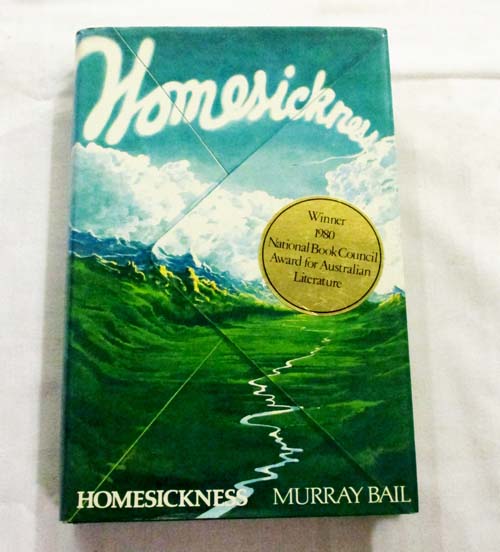 Homesickness
Winner
1980
National Book Council
Award for Australian
Literature
HOMESICKNESS MURRAY BAIL